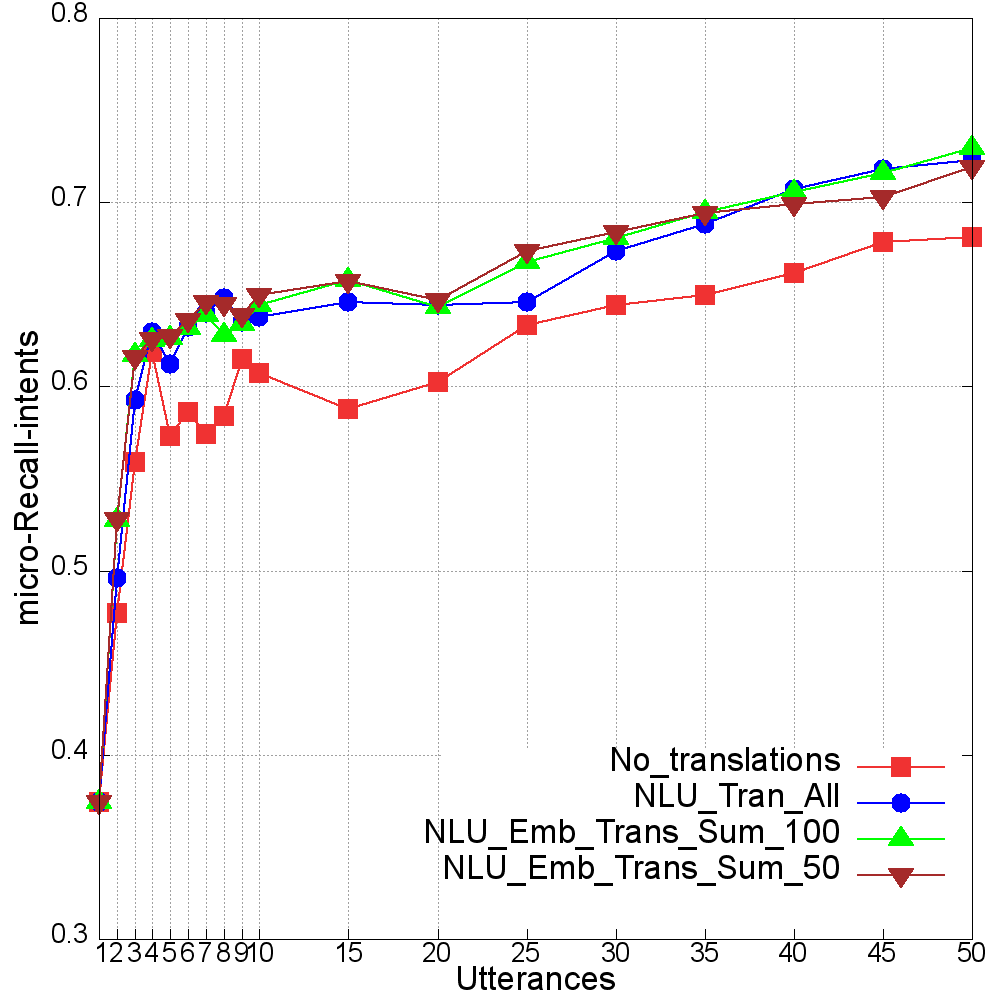 0.8
0.7
0.6
0.5
0.4
0.3
micro-Recall-intents
No_translations
NLU_Tran_All
NLU_Emb_Trans_Sum_100
NLU_Emb_Trans_Sum_50
1 2 3 4 5 6 7 8 9 10 15 20 25 30 35 40 45 50
Utterances